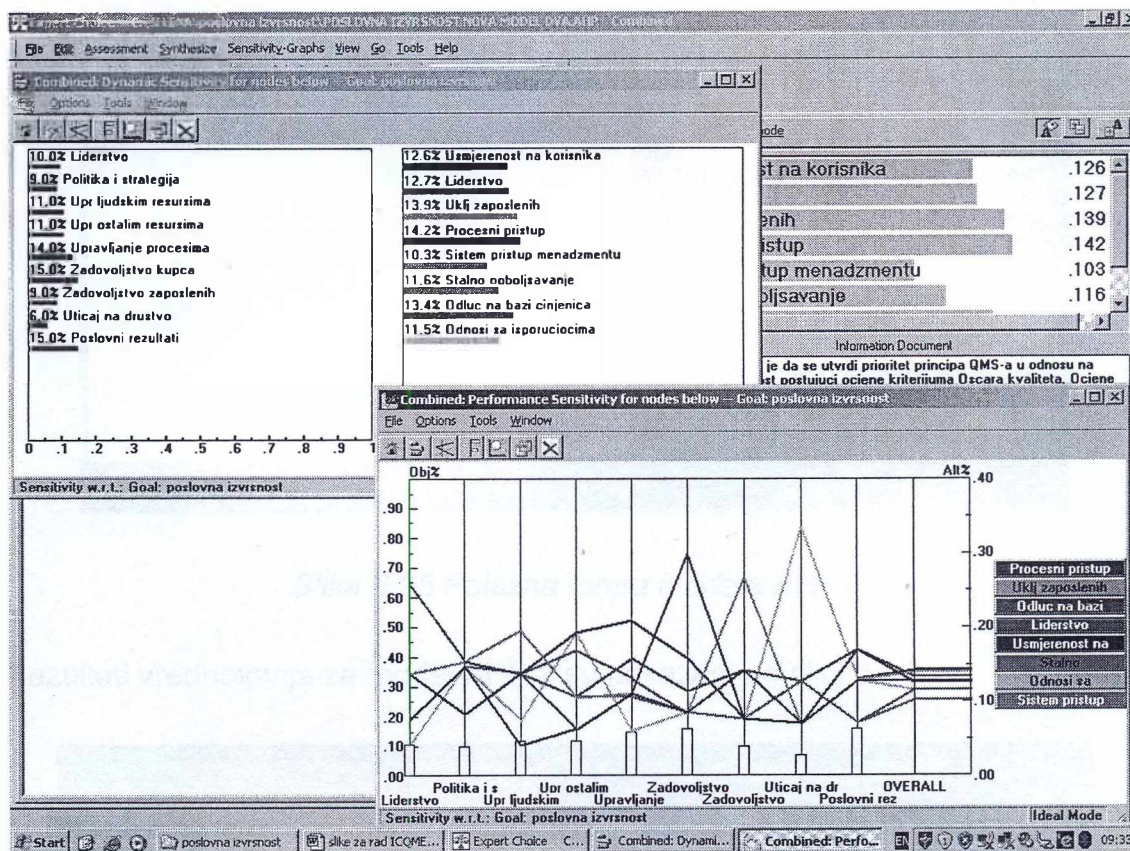 poslovna izvrsnost\POSLOVNA IZVRSNOST NOVA MODEL DVA.AHP - Combined
File Edit Assessment Synthesize Sensitivity-Graphs View Go Tools Help
Combined: Dynamic Sensitivity for nodes below
File Options Tools Window
10.0% Liderstvo
9.0% Politika i strategija
11.0% Upr ljudskim resursima
11.0% Upr ostalim resursima
14.0% Upravljanje procesima
15.0% Zadovoljstvo kupca
9.0% Zadovoljstvo zaposlenih
6.0% Uticaj na drustvo
15.0% Poslovni rezultati
0 .1 .2 .3 .4 .5 .6 .7 .8 .9 1
12.6% Usmjerenost na korisnika
12.7% Liderstvo
13.9% Uklj zaposlenih
14.2% Procesni pristup
10.3% Sistem pristup menadzmentu
11.6% Stalno poboljsavanje
13.4% Odluc na bazi cinjenica
11.5% Odnosi sa isporuciocima
Sensitivity w.r.t.: Goal: poslovna izvrsnost
ode
st na korisnika .126
.127
enih .139
istup .142
tup menadzmentu .103
oljsavanje .116
Information Document
je da se utvrdi prioritet principa QMS-a u odnosu na
st postujuci ocjene kriterijuma Oscara kvaliteta. Ocjene
Combined: Performance Sensitivity for nodes below -- Goal: poslovna izvrsnost
File Options Tools Window
Obj% Alt%
.90
.80
.70
.60
.50
.40
.30
.20
.10
.00
.40
.30
.20
.10
.00
Procesni pristup
Uklj zaposlenih
Odluc na bazi
Liderstvo
Usmjerenost na
Stalno
Odnosi sa
Sistem pristup
Politika i s Upr ostalim Zadovoljstvo Uticaj na dr OVERALL
Liderstvo Upr ljudskim Upravljanje Zadovoljstvo Poslovni rez
Sensitivity w.r.t.: Goal: poslovna izvrsnost Ideal Mode
Start poslovna izvrsnost slike za rad ICQME... Expert Choice C... Combined: Dynami... Combined: Perfo... EN 09:33